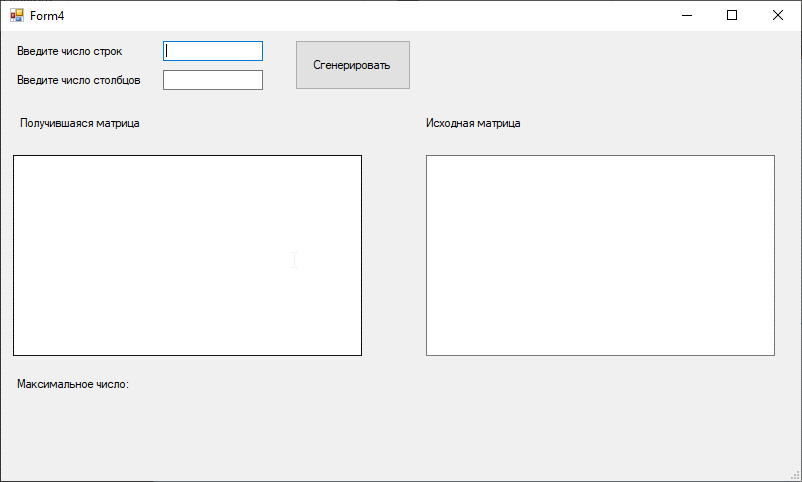 Form4
Введите число строк
Введите число столбцов
Сгенерировать
Получившаяся матрица
Исходная матрица
Максимальное число: